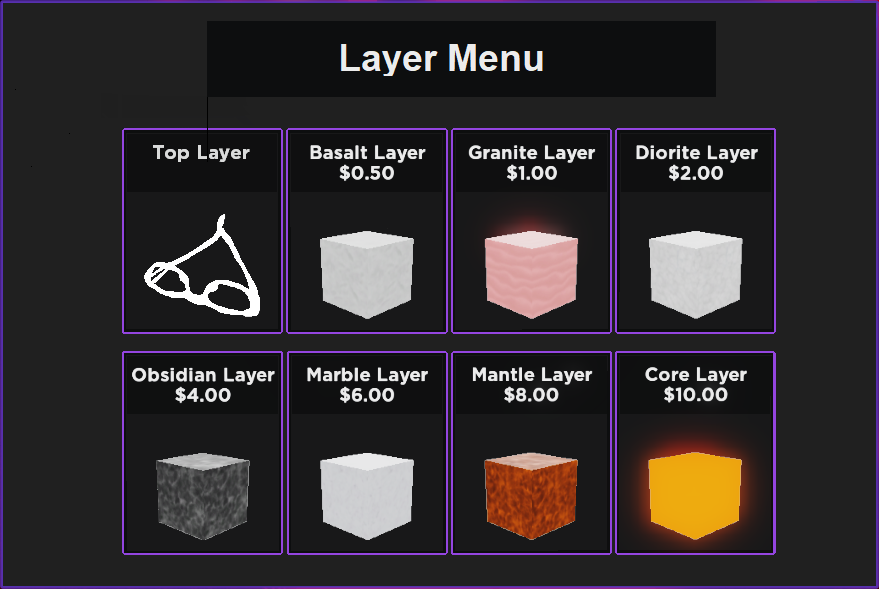 Layer Menu
Top Layer
Basalt Layer
$0.50
Granite Layer
$1.00
Diorite Layer
$2.00
Obsidian Layer
$4.00
Marble Layer
$6.00
Mantle Layer
$8.00
Core Layer
$10.00